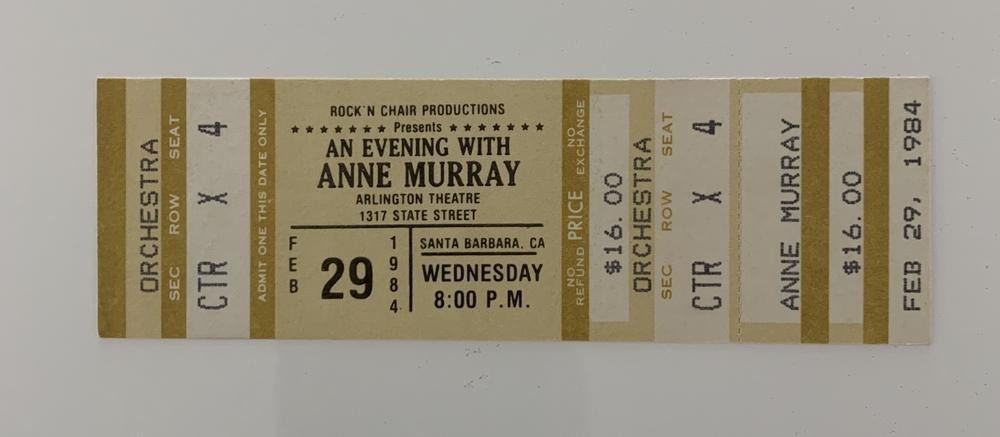 ORCHESTRA
SEC ROW SEAT
CTR X 4
ADMIT ONE THIS DATE ONLY
ROCK'N CHAIR PRODUCTIONS
★★★★★★★ Presents ★★★★★★★
AN EVENING WITH
ANNE MURRAY
ARLINGTON THEATRE
1317 STATE STREET
FEB 29 1984
SANTA BARBARA, CA
WEDNESDAY
8:00 P.M.
NO REFUND PRICE NO EXCHANGE
$16.00
ORCHESTRA
SEC ROW SEAT
CTR X 4
ANNE MURRAY
$16.00
FEB 29, 1984